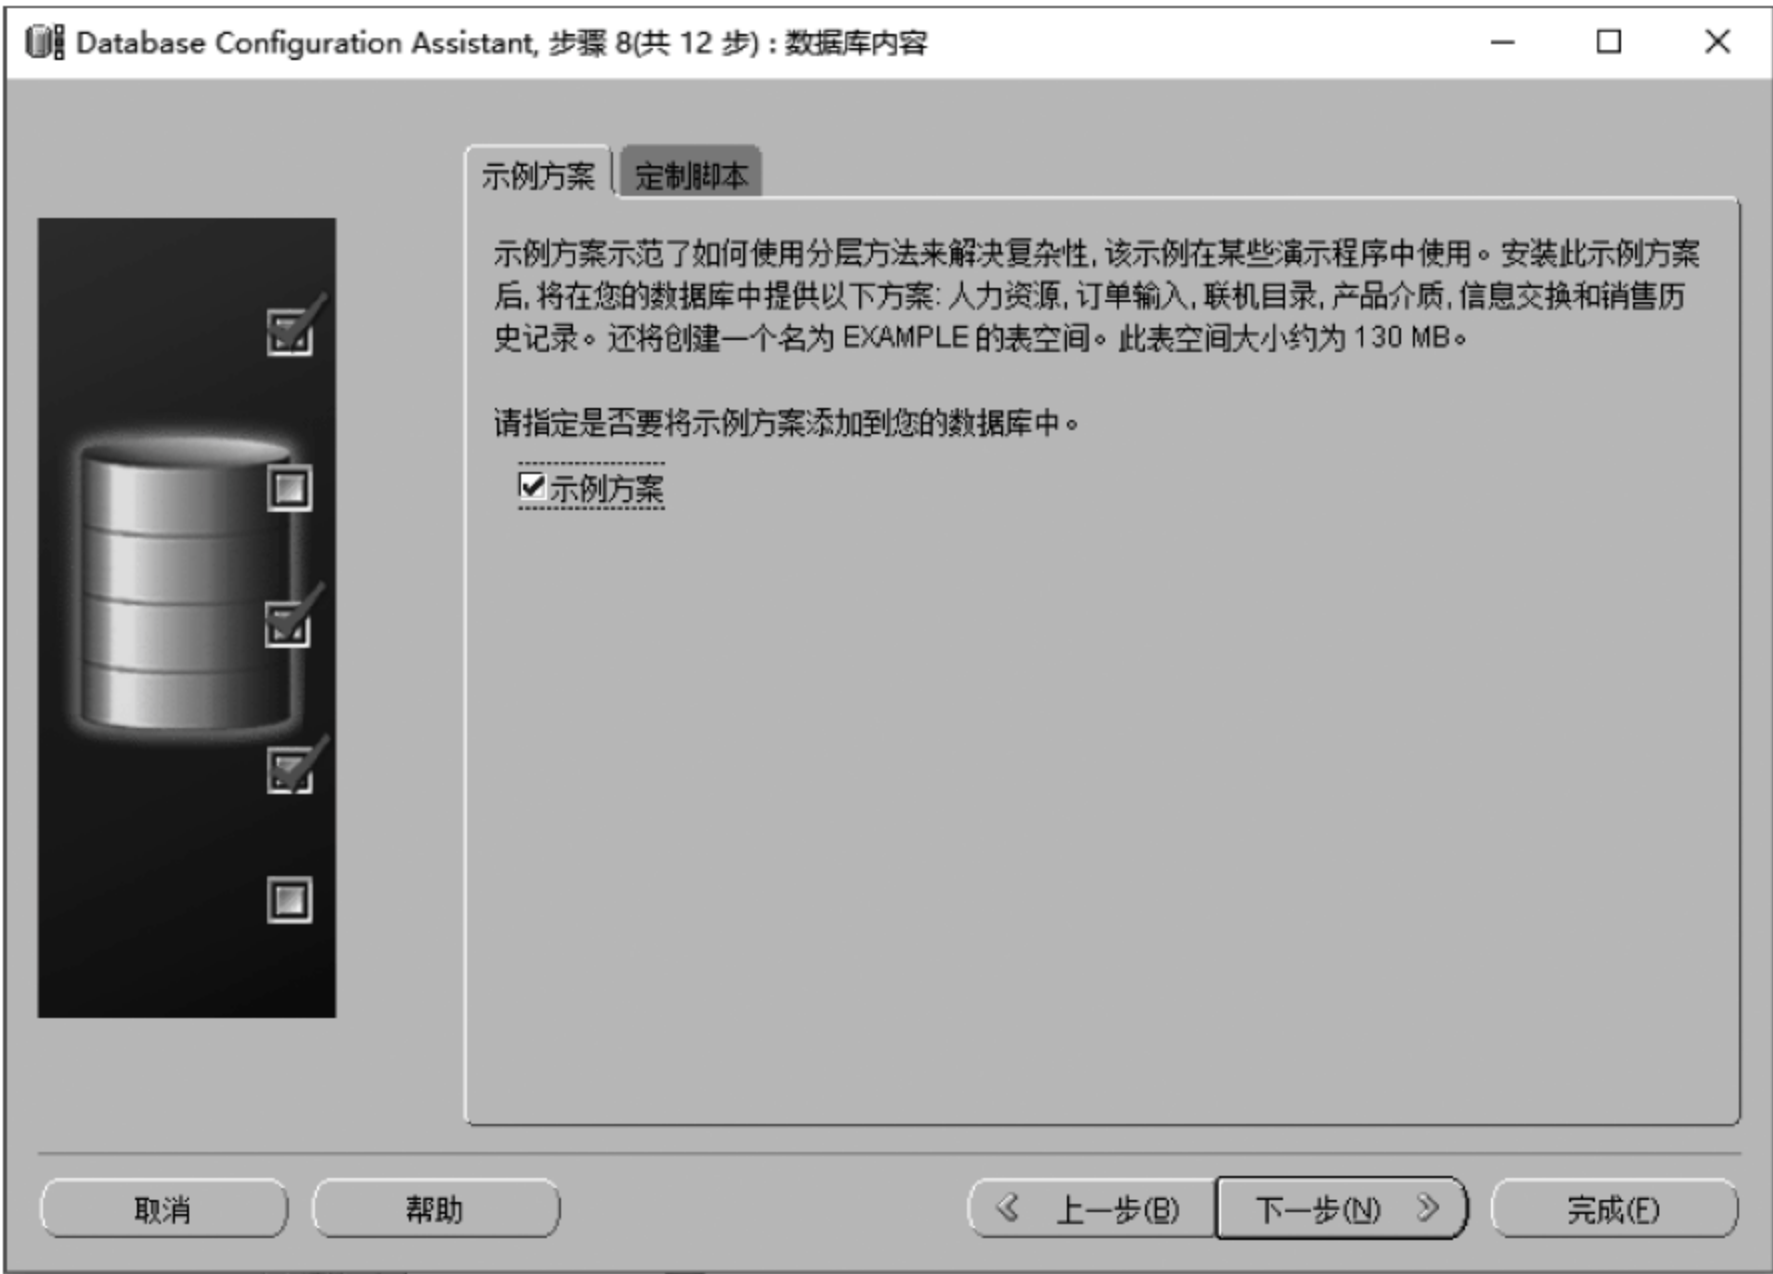 Database Configuration Assistant, 步骤 8(共 12 步) : 数据库内容
示例方案 定制脚本
示例方案示范了如何使用分层方法来解决复杂性, 该示例在某些演示程序中使用。安装此示例方案
后, 将在您的数据库中提供以下方案: 人力资源, 订单输入, 联机目录, 产品介质, 信息交换和销售历
史记录。还将创建一个名为 EXAMPLE 的表空间。此表空间大小约为 130 MB。
请指定是否要将示例方案添加到您的数据库中。
示例方案
取消 帮助 上一步(B) 下一步(N) 完成(F)